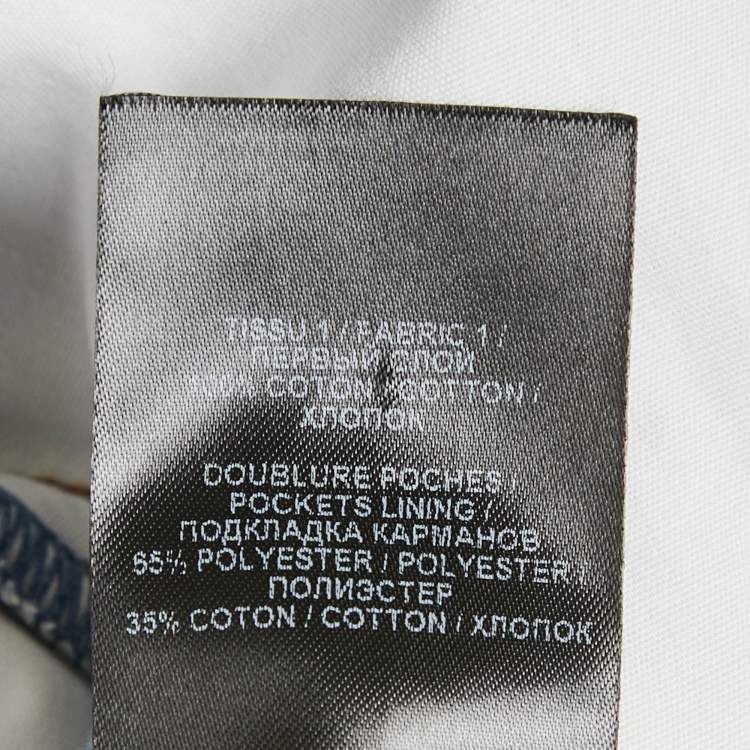 TISSU 1 / FABRIC 1 /
ПЕРВЫЙ СЛОЙ
100% COTON / COTTON /
ХЛОПОК
DOUBLURE POCHES /
POCKETS LINING /
ПОДКЛАДКА КАРМАНОВ
65% POLYESTER / POLYESTER /
ПОЛИЭСТЕР
35% COTON / COTTON / ХЛОПОК